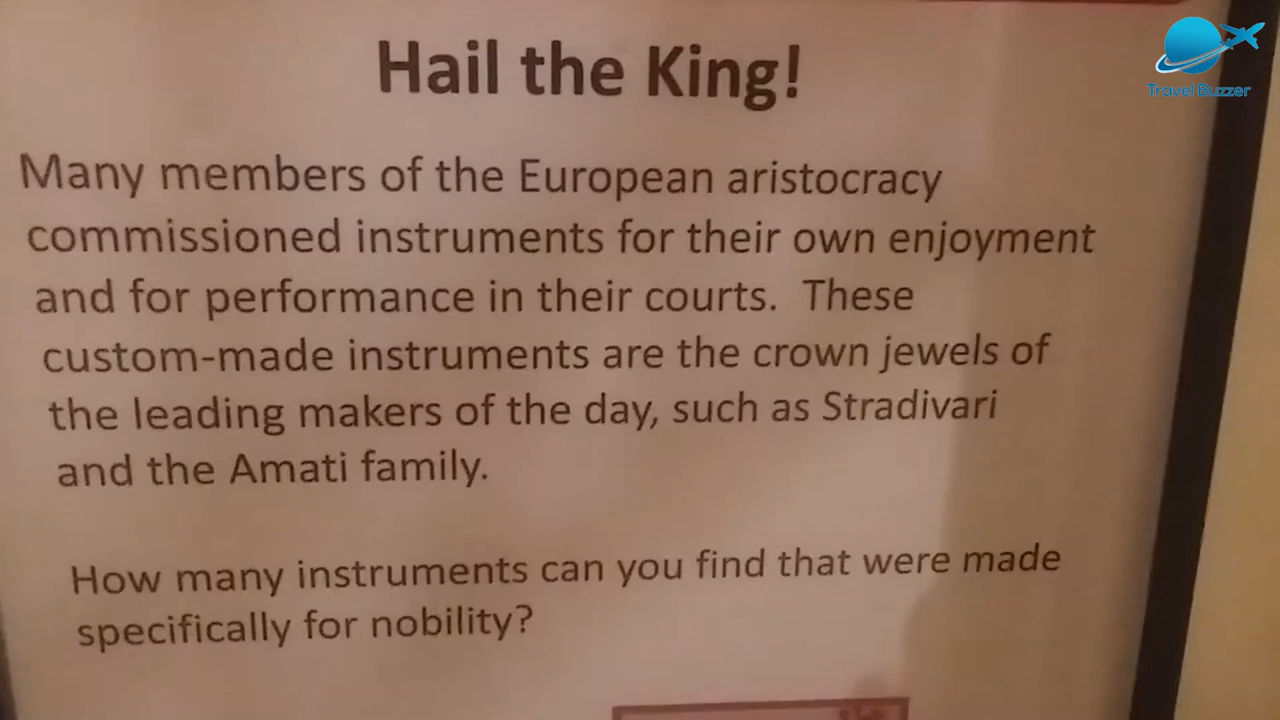 Hail the King!
Travel Buzzer
Many members of the European aristocracy
commissioned instruments for their own enjoyment
and for performance in their courts. These
custom-made instruments are the crown jewels of
the leading makers of the day, such as Stradivari
and the Amati family.
How many instruments can you find that were made
specifically for nobility?